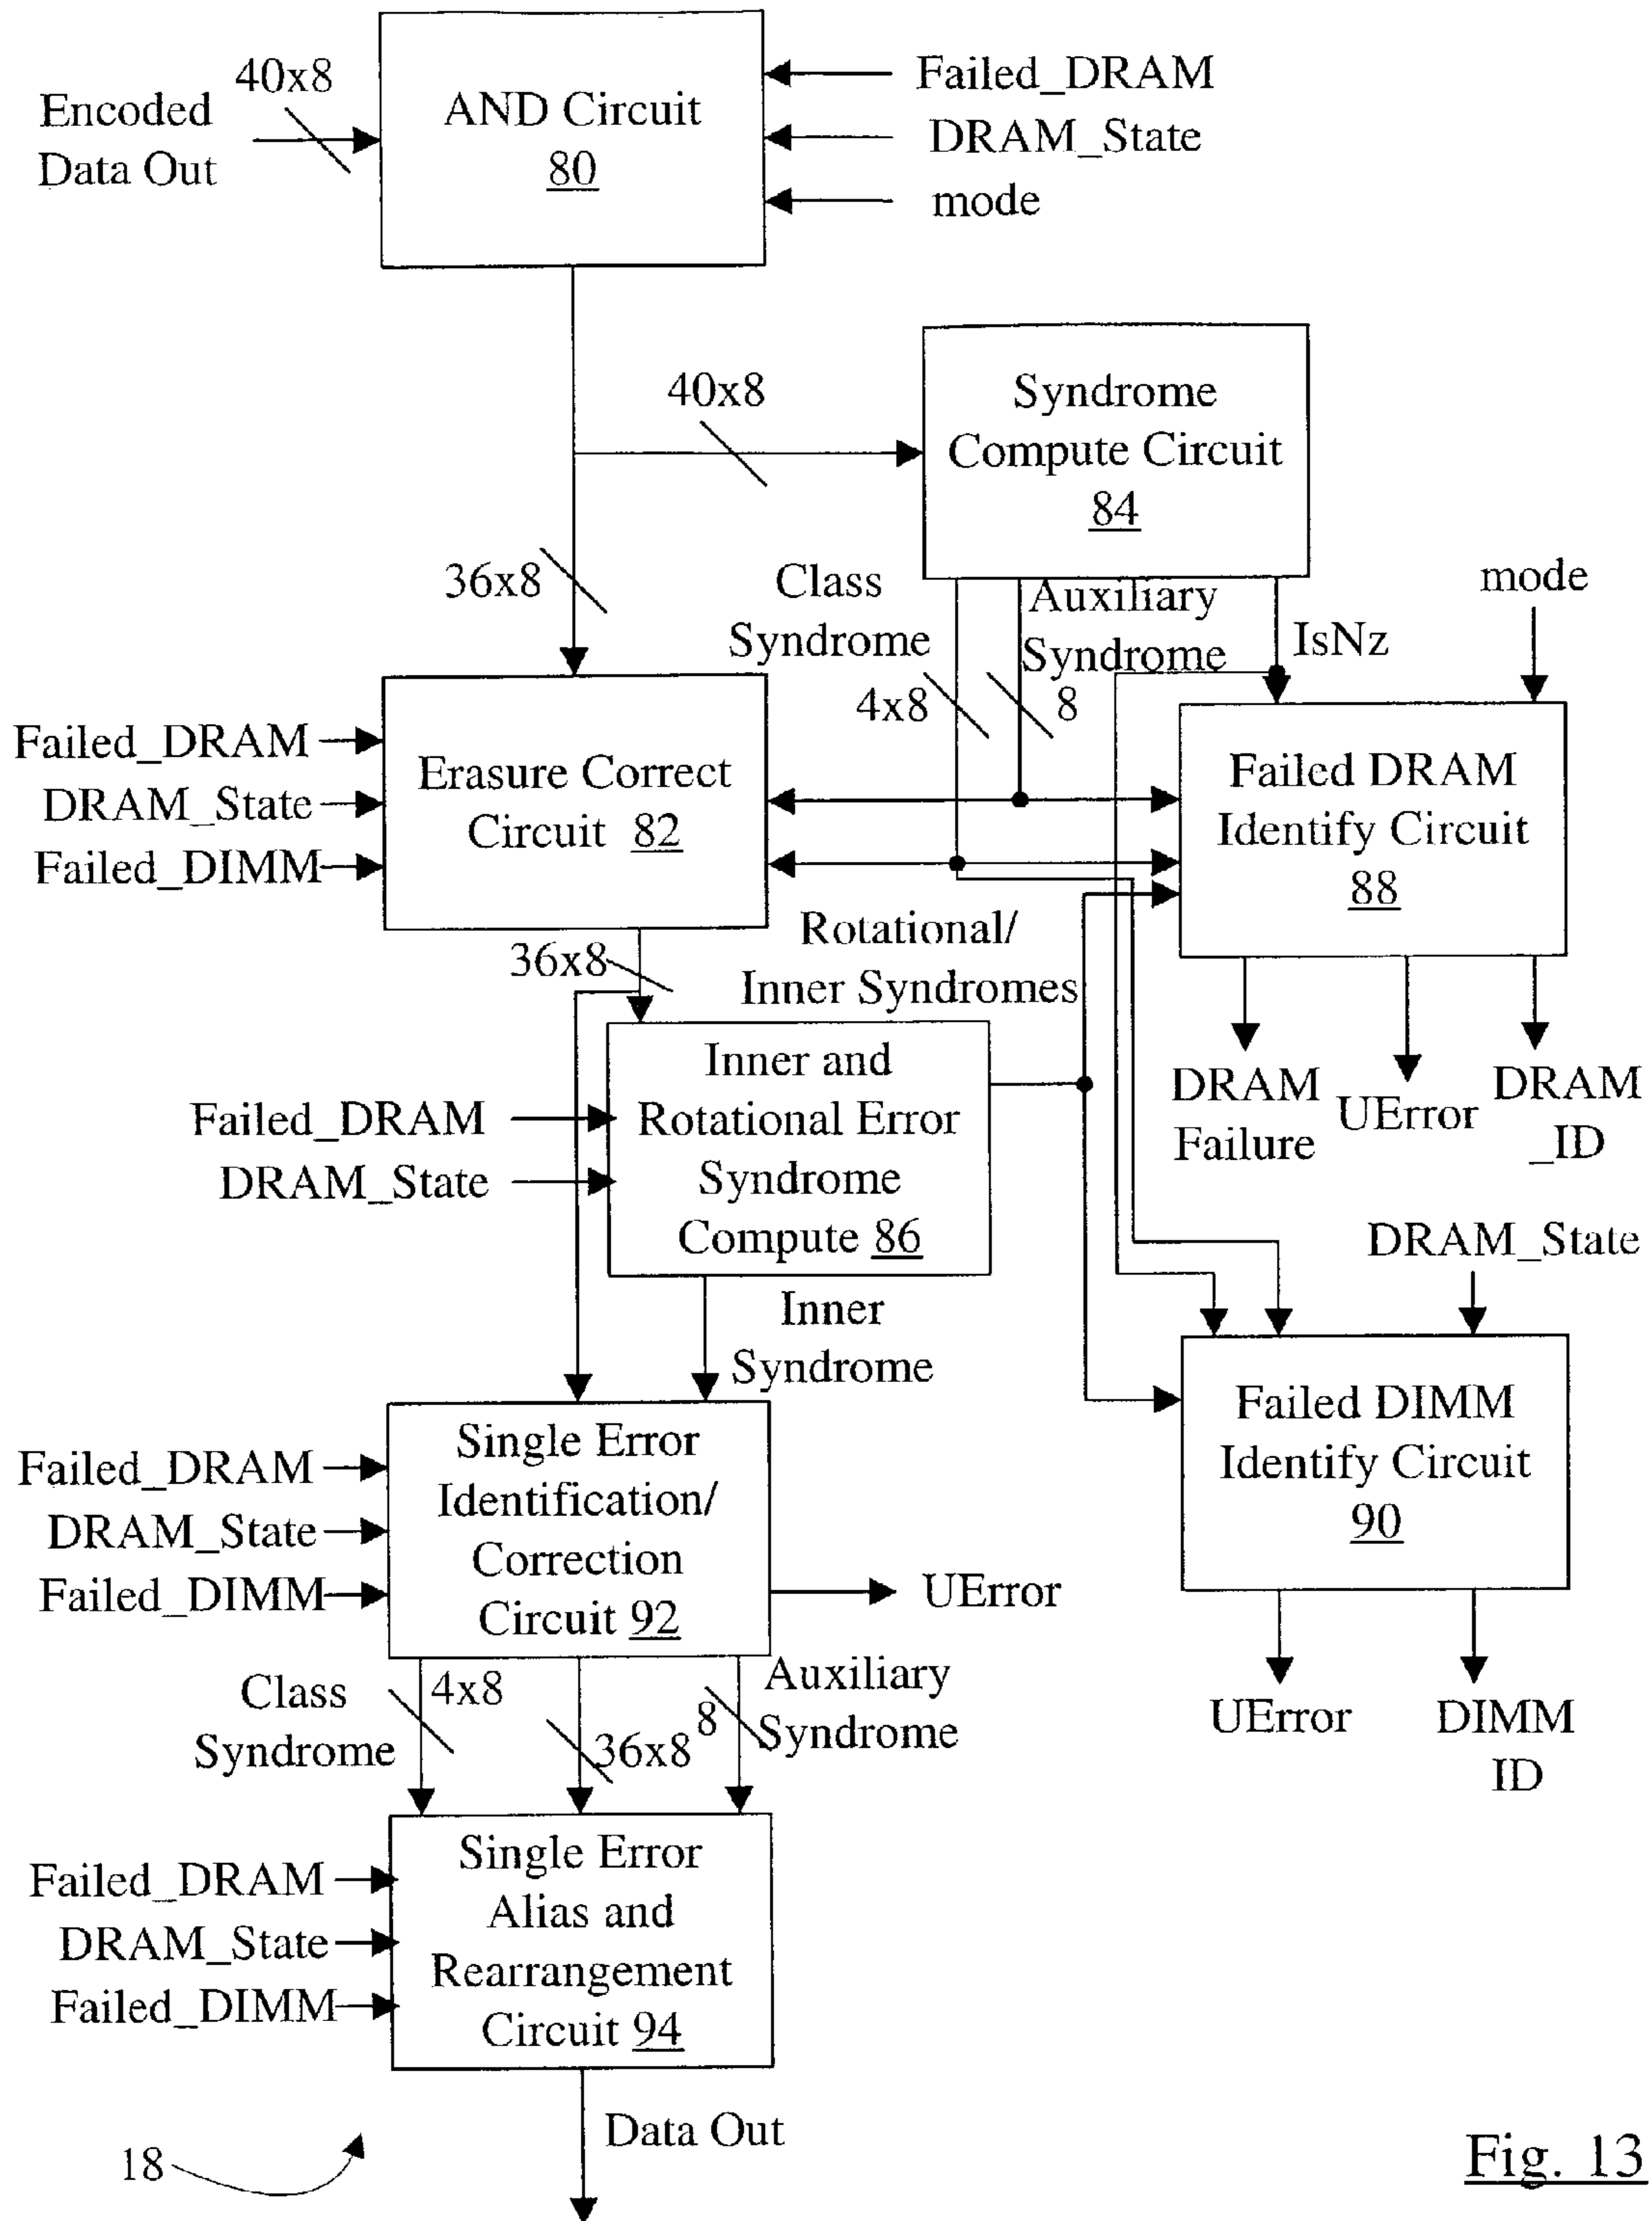 40x8
Encoded
Data Out
AND Circuit
80
Failed_DRAM
DRAM_State
mode
40x8
Syndrome
Compute Circuit
84
36x8
Class
Syndrome
4x8
Auxiliary
Syndrome
8
IsNz
mode
Failed_DRAM
DRAM_State
Failed_DIMM
Erasure Correct
Circuit 82
Failed DRAM
Identify Circuit
88
36x8
Rotational/
Inner Syndromes
DRAM
Failure
UError
DRAM
_ID
Failed_DRAM
DRAM_State
Inner and
Rotational Error
Syndrome
Compute 86
DRAM_State
Inner
Syndrome
Failed DIMM
Identify Circuit
90
Failed_DRAM
DRAM_State
Failed_DIMM
Single Error
Identification/
Correction
Circuit 92
UError
UError
DIMM
ID
Class
Syndrome
4x8
36x8
8
Auxiliary
Syndrome
Failed_DRAM
DRAM_State
Failed_DIMM
Single Error
Alias and
Rearrangement
Circuit 94
Data Out
18
Fig. 13